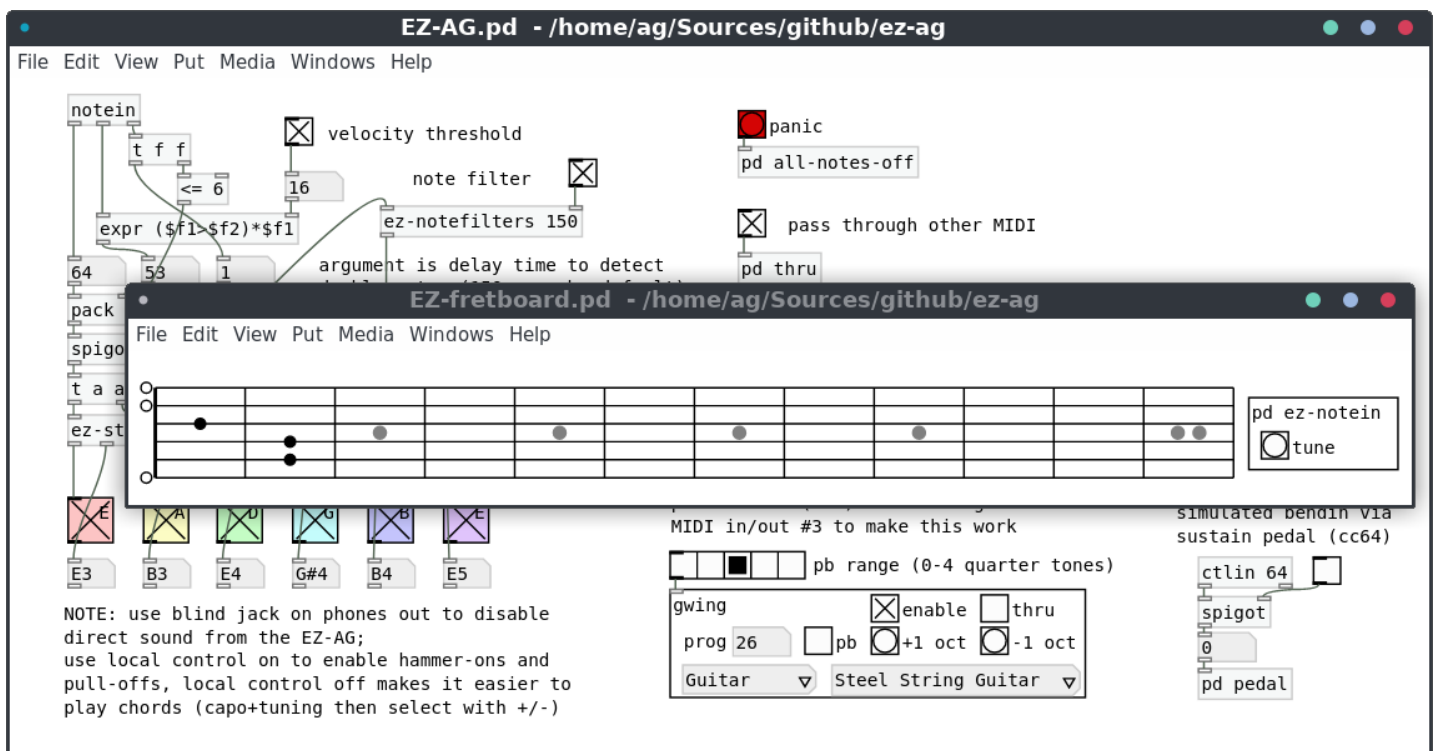 EZ-AG.pd - /home/ag/Sources/github/ez-ag
File Edit View Put Media Windows Help
notein
t f f
<= 6
velocity threshold
16
note filter
expr ($f1>$f2)*$f1
ez-notefilters 150
64
53
1
argument is delay time to detect
panic
pd all-notes-off
pass through other MIDI
pd thru
pack
spigo
t a a
ez-st
EZ-fretboard.pd - /home/ag/Sources/github/ez-ag
File Edit View Put Media Windows Help
pd ez-notein
tune
E
A
D
G
B
E
E3
B3
E4
G#4
B4
E5
NOTE: use blind jack on phones out to disable
direct sound from the EZ-AG;
use local control on to enable hammer-ons and
pull-offs, local control off makes it easier to
play chords (capo+tuning then select with +/-)
MIDI in/out #3 to make this work
pb range (0-4 quarter tones)
gwing
enable
thru
prog 26
pb
+1 oct
-1 oct
Guitar
Steel String Guitar
simulated bendin via
sustain pedal (cc64)
ctlin 64
spigot
0
pd pedal